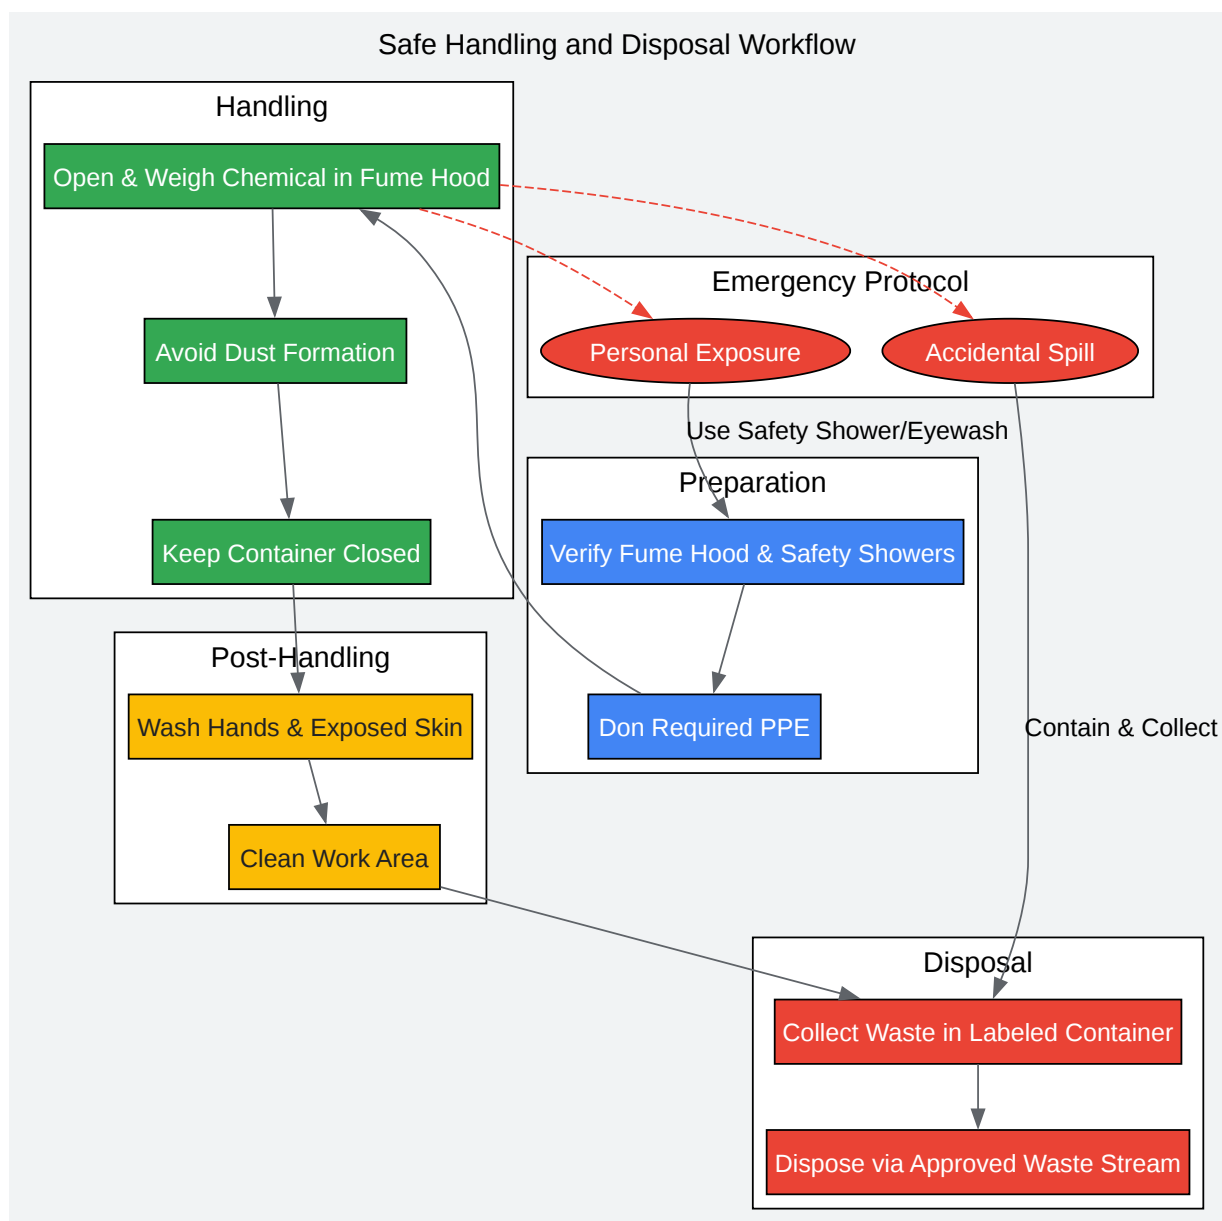 Safe Handling and Disposal Workflow
Handling
Open & Weigh Chemical in Fume Hood
Avoid Dust Formation
Keep Container Closed
Emergency Protocol
Personal Exposure
Accidental Spill
Use Safety Shower/Eyewash
Preparation
Verify Fume Hood & Safety Showers
Don Required PPE
Post-Handling
Wash Hands & Exposed Skin
Clean Work Area
Contain & Collect
Disposal
Collect Waste in Labeled Container
Dispose via Approved Waste Stream